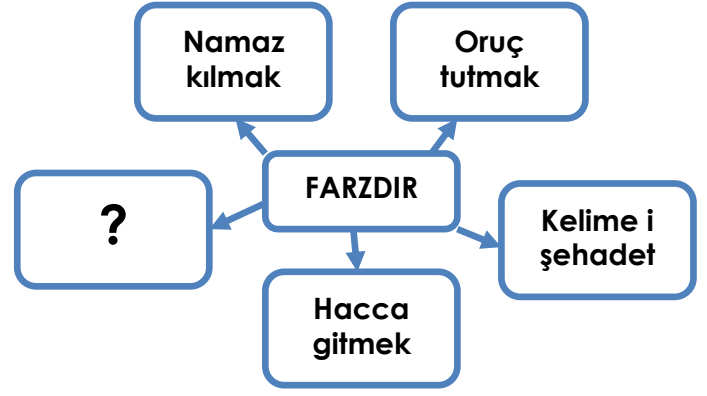 Namaz
kılmak
Oruç
tutmak
FARZDIR
?
Kelime i
şehadet
Hacca
gitmek